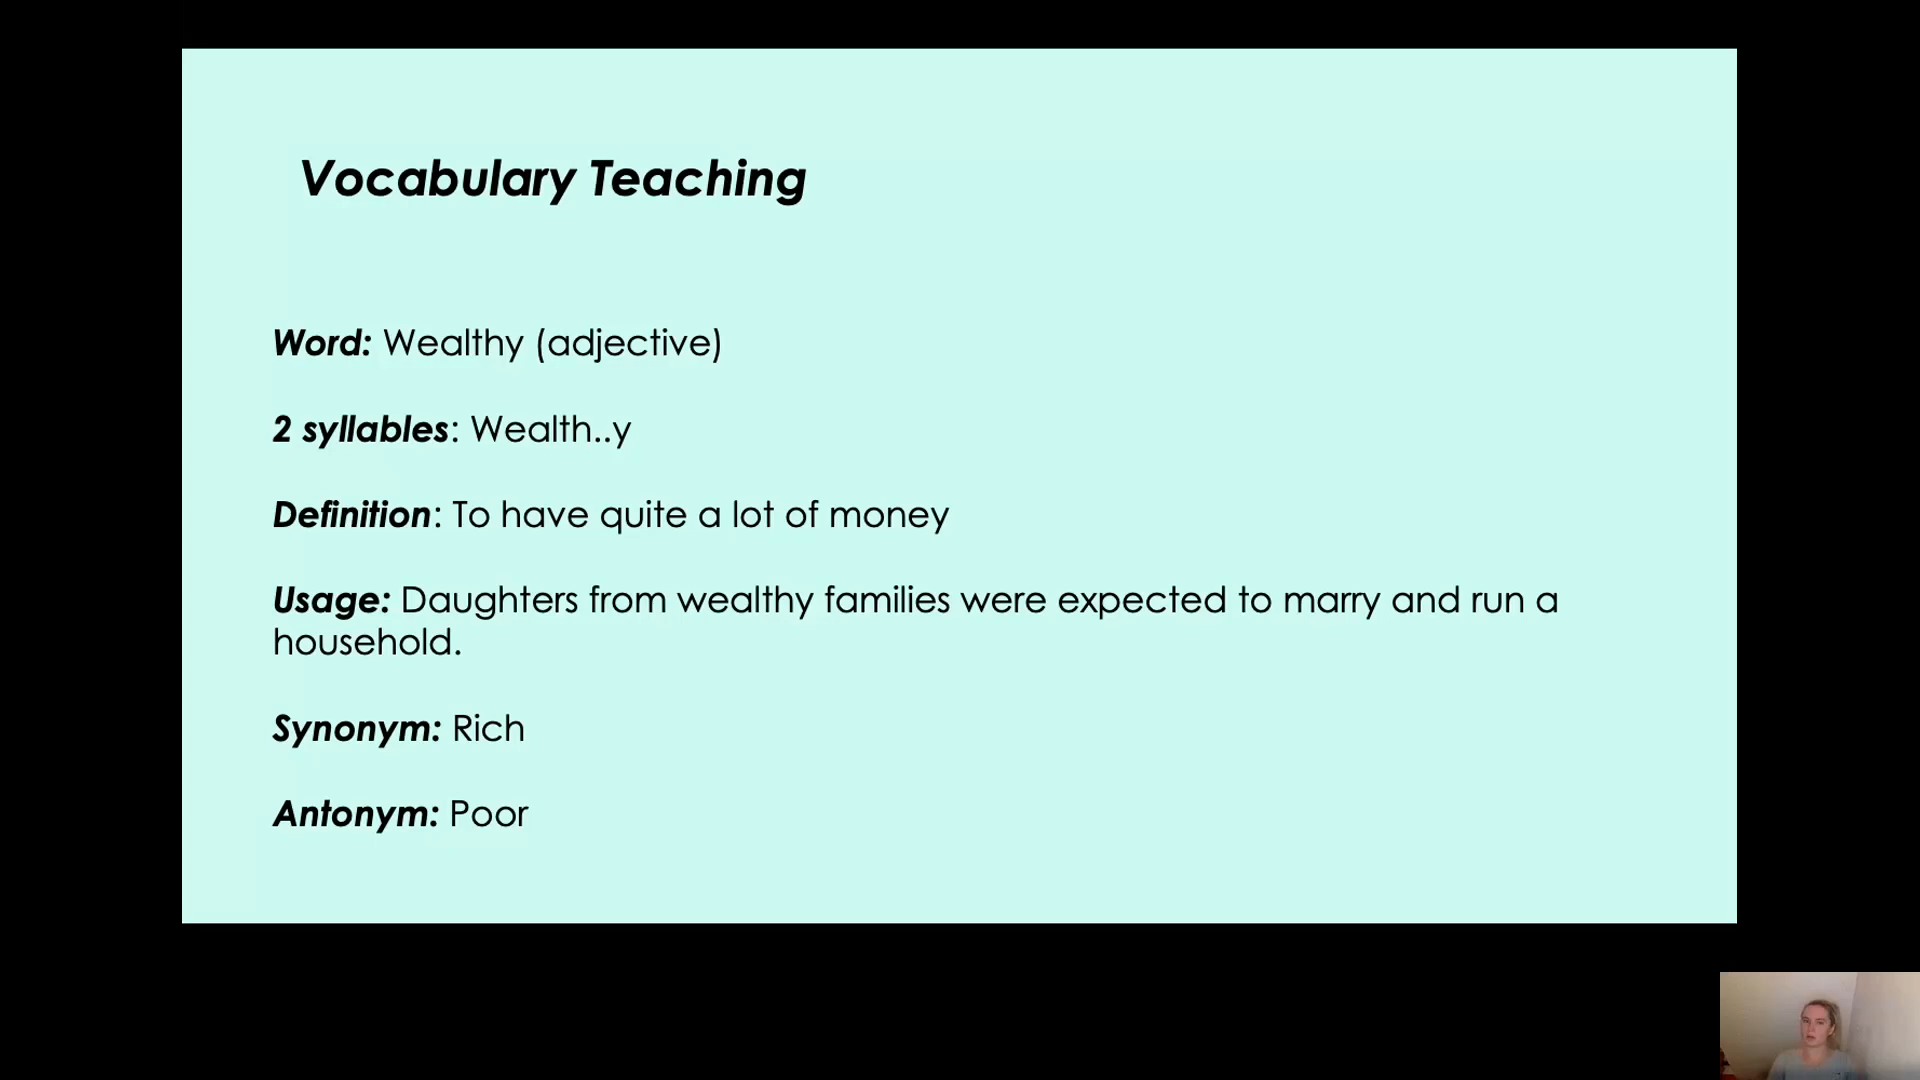 Vocabulary Teaching
Word: Wealthy (adjective)
2 syllables: Wealth..y
Definition: To have quite a lot of money
Usage: Daughters from wealthy families were expected to marry and run a
household.
Synonym: Rich
Antonym: Poor